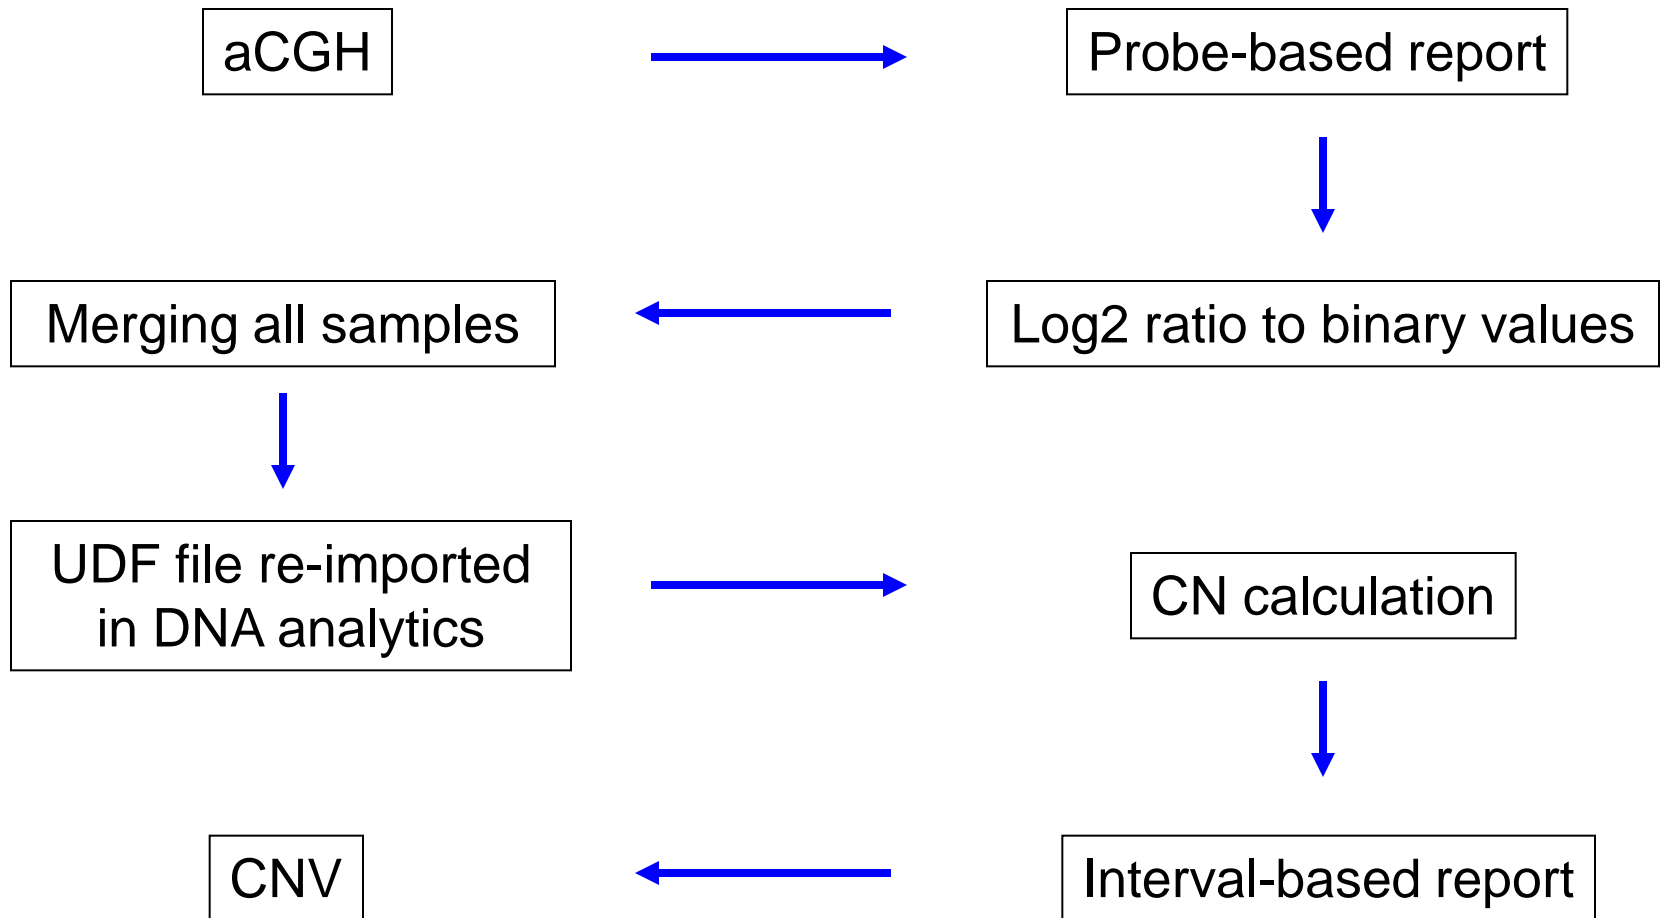 aCGH
Probe-based report
Merging all samples
Log2 ratio to binary values
UDF file re-imported
in DNA analytics
CN calculation
CNV
Interval-based report